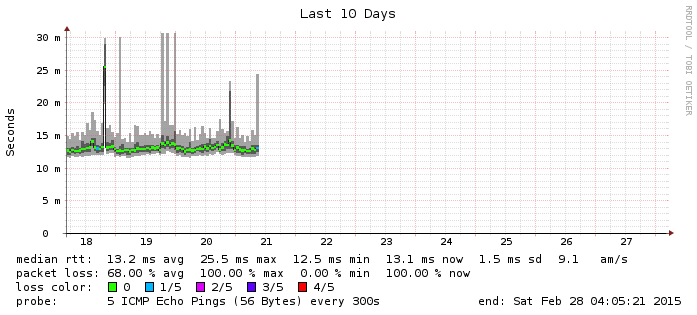 Last 10 Days
RRDTOOL / TOBI OETIKER
Seconds
30 m
25 m
20 m
15 m
10 m
5 m
0
18 19 20 21 22 23 24 25 26 27
median rtt: 13.2 ms avg 25.5 ms max 12.5 ms min 13.1 ms now 1.5 ms sd 9.1 am/s
packet loss: 68.00 % avg 100.00 % max 0.00 % min 100.00 % now
loss color: 0 1/5 2/5 3/5 4/5
probe: 5 ICMP Echo Pings (56 Bytes) every 300s end: Sat Feb 28 04:05:21 2015